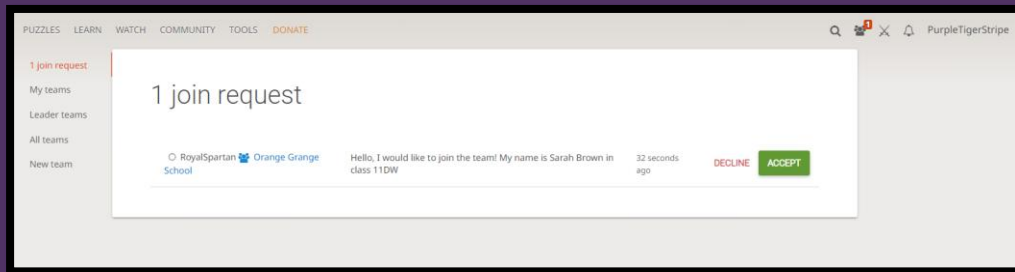 PUZZLES LEARN WATCH COMMUNITY TOOLS DONATE
1 PurpleTigerStripe
1 join request
My teams
Leader teams
All teams
New team
1 join request
RoyalSpartan Orange Grange
School
Hello, I would like to join the team! My name is Sarah Brown in
class 11DW
32 seconds
ago
DECLINE ACCEPT